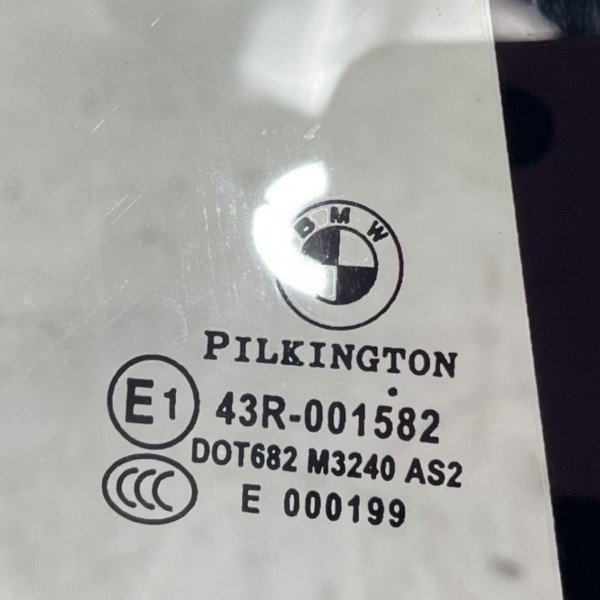 BMW
PILKINGTON
E1 43R-001582
DOT682 M3240 AS2
CCC E 000199